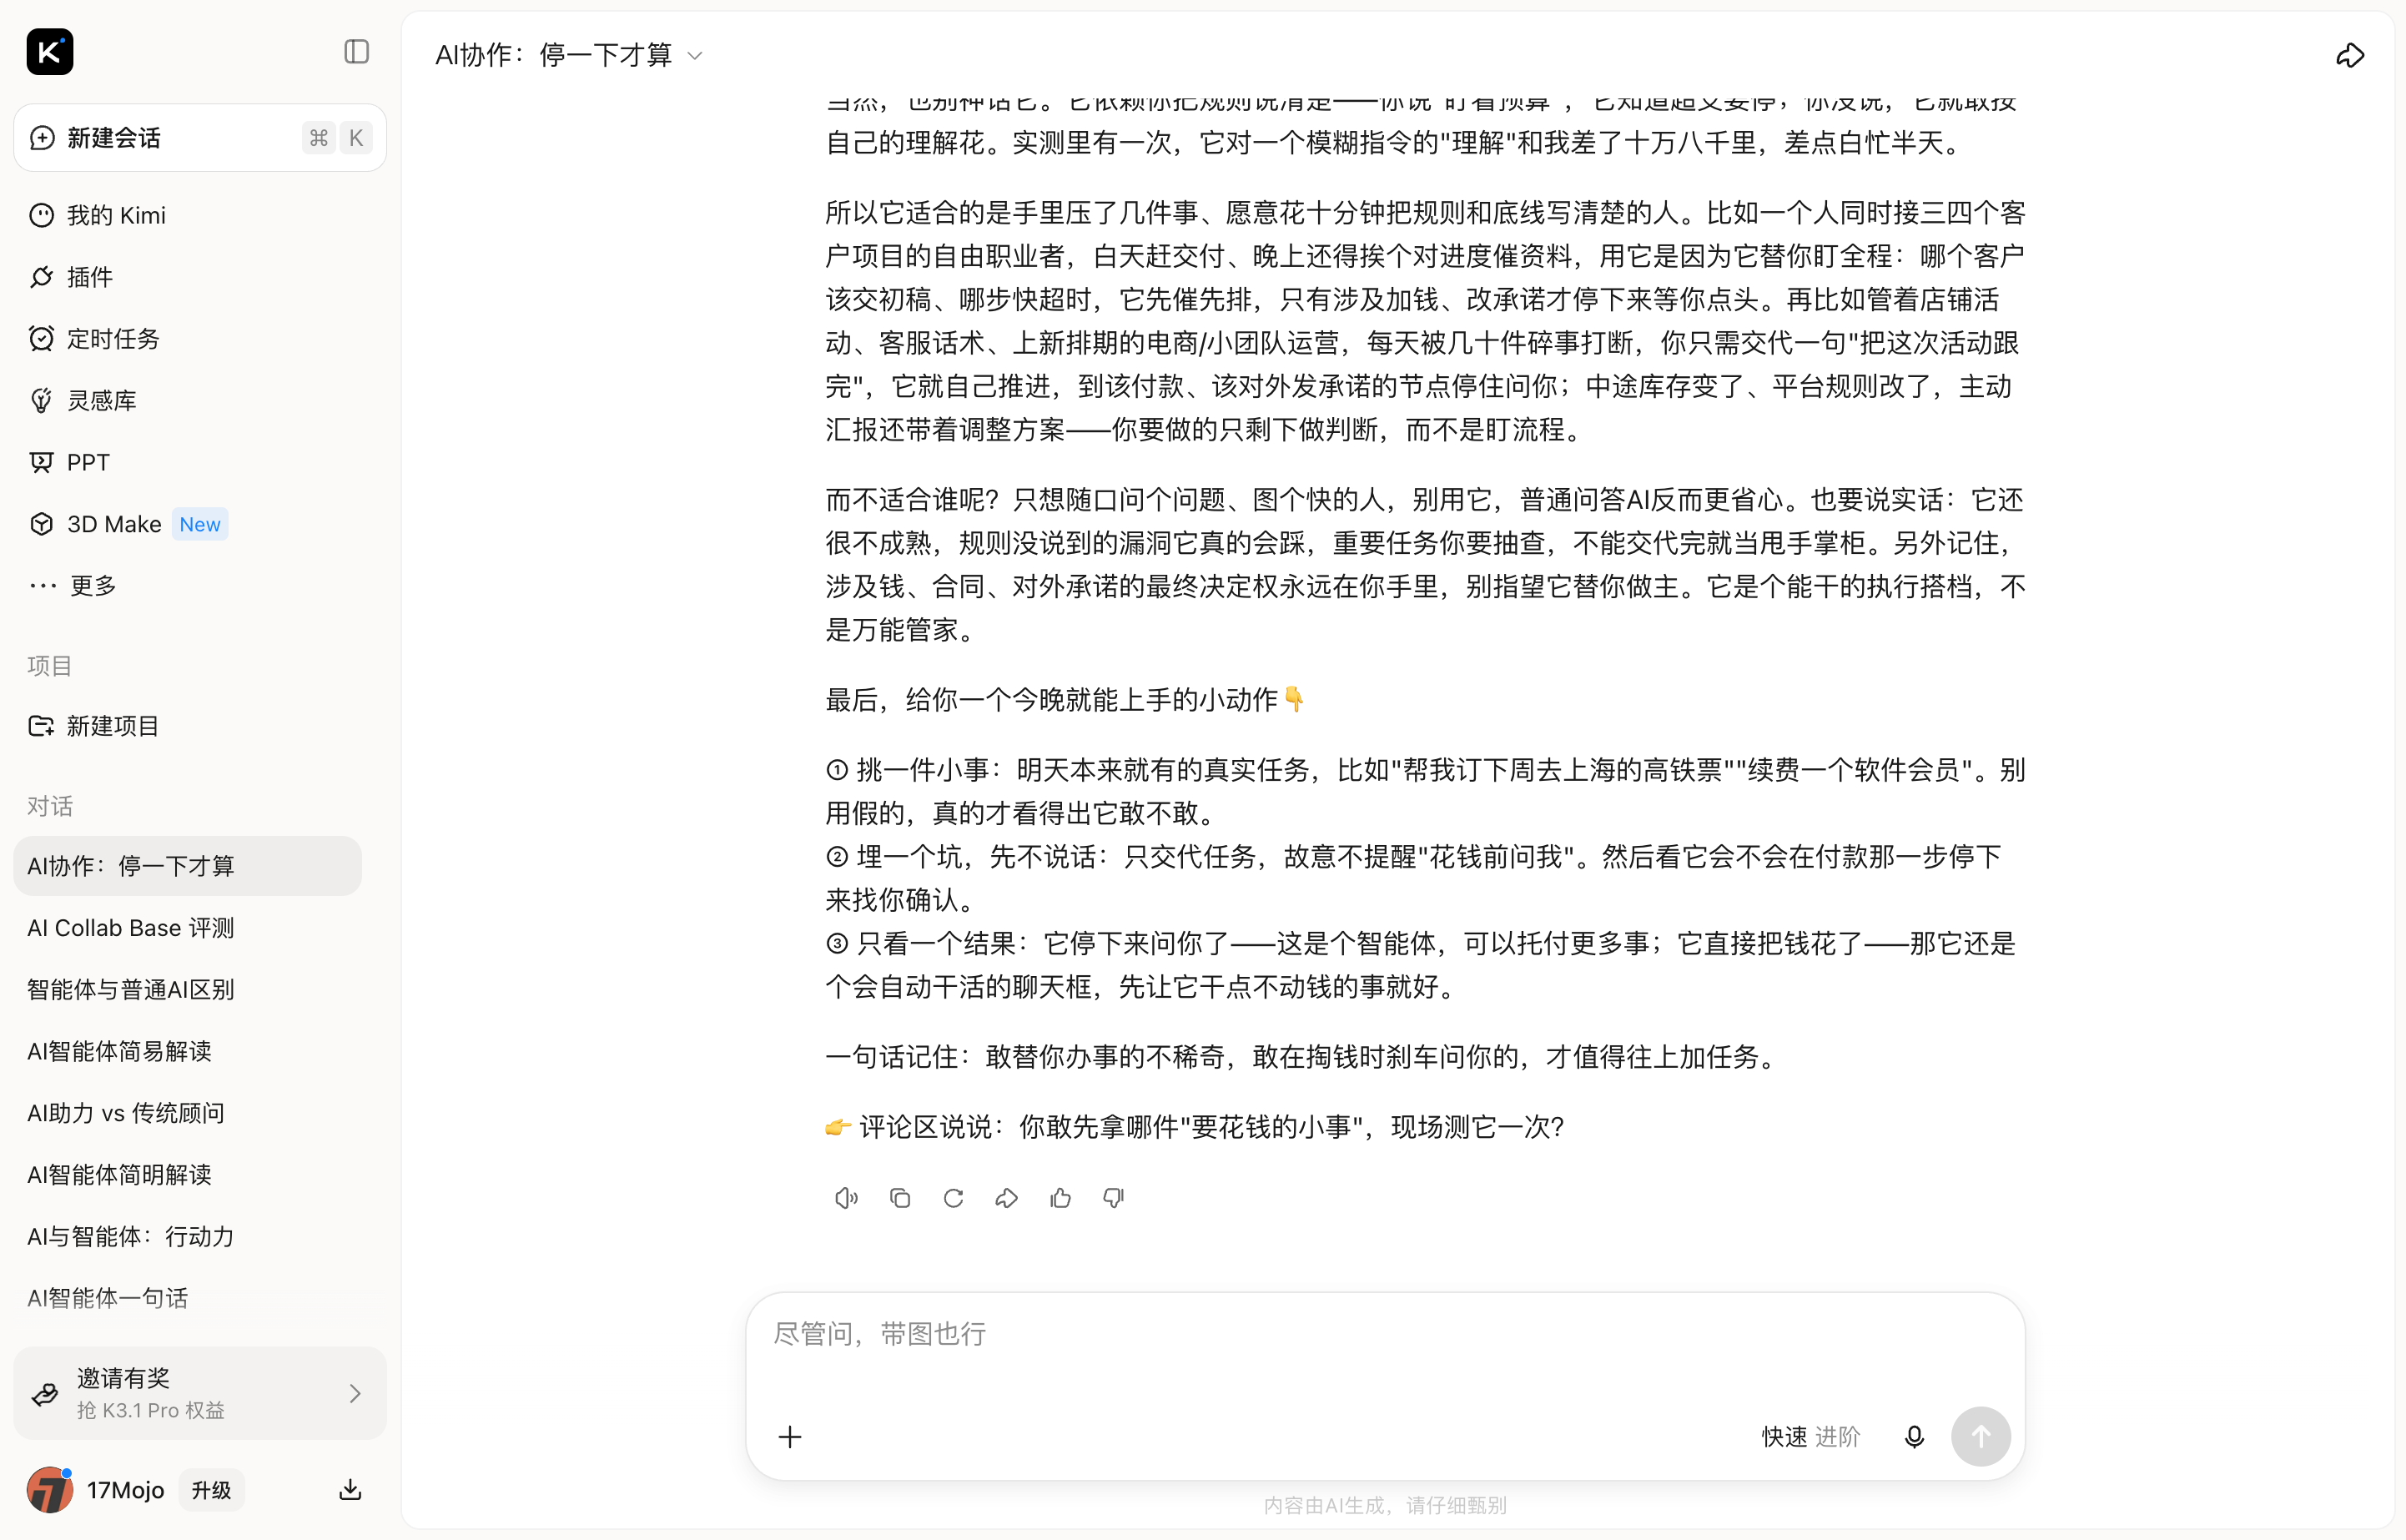 K
新建会话 ⌘ K
我的 Kimi
插件
定时任务
灵感库
PPT
3D Make New
··· 更多
项目
新建项目
对话
AI协作：停一下才算
AI Collab Base 评测
智能体与普通AI区别
AI智能体简易解读
AI助力 vs 传统顾问
AI智能体简明解读
AI与智能体：行动力
AI智能体一句话
邀请有奖
抢 K3.1 Pro 权益
17Mojo 升级
AI协作：停一下才算
当然，也别神话它。它依赖你把规则说清楚——你说"盯着预算"，它知道超支要停；你没说，它就敢按
自己的理解花。实测里有一次，它对一个模糊指令的"理解"和我差了十万八千里，差点白忙半天。
所以它适合的是手里压了几件事、愿意花十分钟把规则和底线写清楚的人。比如一个人同时接三四个客
户项目的自由职业者，白天赶交付、晚上还得挨个对进度催资料，用它是因为它替你盯全程：哪个客户
该交初稿、哪步快超时，它先催先排，只有涉及加钱、改承诺才停下来等你点头。再比如管着店铺活
动、客服话术、上新排期的电商/小团队运营，每天被几十件碎事打断，你只需交代一句"把这次活动跟
完"，它就自己推进，到该付款、该对外发承诺的节点停住问你；中途库存变了、平台规则改了，主动
汇报还带着调整方案——你要做的只剩下做判断，而不是盯流程。
而不适合谁呢？只想随口问个问题、图个快的人，别用它，普通问答AI反而更省心。也要说实话：它还
很不成熟，规则没说到的漏洞它真的会踩，重要任务你要抽查，不能交代完就当甩手掌柜。另外记住，
涉及钱、合同、对外承诺的最终决定权永远在你手里，别指望它替你做主。它是个能干的执行搭档，不
是万能管家。
最后，给你一个今晚就能上手的小动作👇
① 挑一件小事：明天本来就有的真实任务，比如"帮我订下周去上海的高铁票""续费一个软件会员"。别
用假的，真的才看得出它敢不敢。
② 埋一个坑，先不说话：只交代任务，故意不提醒"花钱前问我"。然后看它会不会在付款那一步停下
来找你确认。
③ 只看一个结果：它停下来问你了——这是个智能体，可以托付更多事；它直接把钱花了——那它还是
个会自动干活的聊天框，先让它干点不动钱的事就好。
一句话记住：敢替你办事的不稀奇，敢在掏钱时刹车问你的，才值得往上加任务。
👉 评论区说说：你敢先拿哪件"要花钱的小事"，现场测它一次？
尽管问，带图也行
快速 进阶
内容由AI生成，请仔细甄别